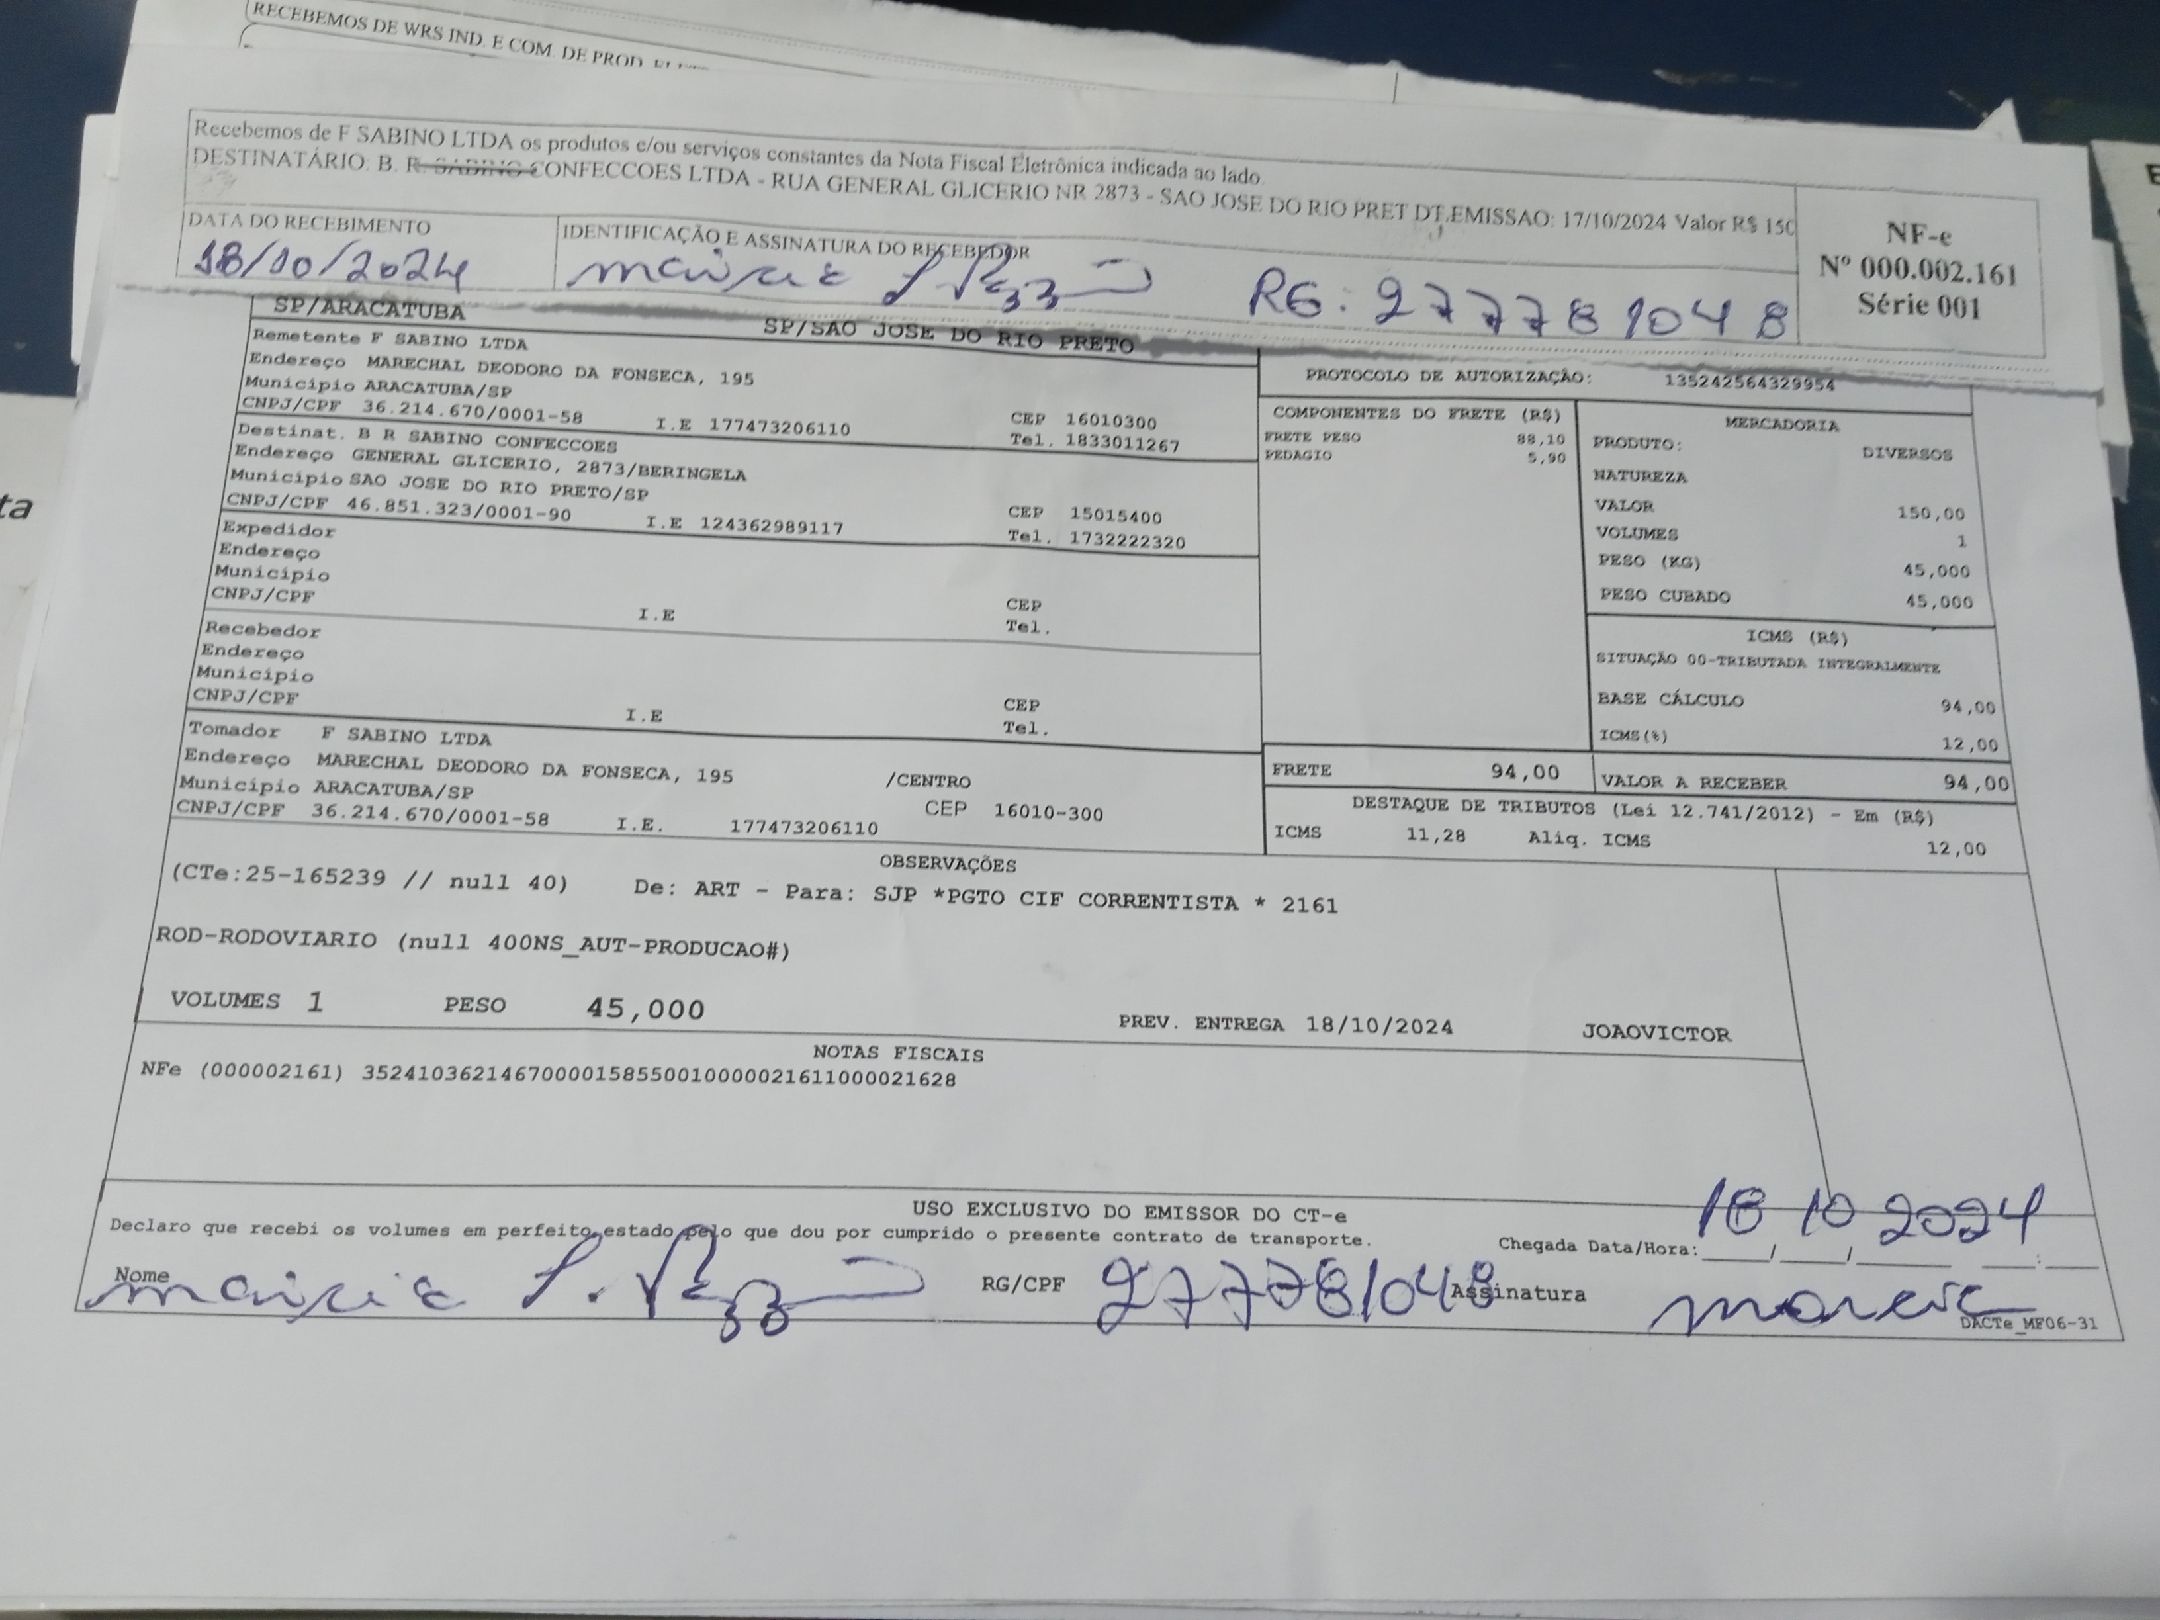 RECEBEMOS DE WRS IND. E COM. DE PROD.
Recebemos de F SABINO LTDA os produtos e/ou serviços constantes da Nota Fiscal Eletrônica indicada ao lado.
DESTINATÁRIO: B. R. SABINO CONFECCOES LTDA - RUA GENERAL GLICERIO NR 2873 - SAO JOSE DO RIO PRET DT.EMISSAO: 17/10/2024 Valor R$ 150
NF-e
Nº 000.002.161
Série 001
DATA DO RECEBIMENTO
18/10/2024
IDENTIFICAÇÃO E ASSINATURA DO RECEBEDOR
RG: 277781048
SP/ARACATUBA
SP/SAO JOSE DO RIO PRETO
Remetente F SABINO LTDA
Endereço MARECHAL DEODORO DA FONSECA, 195
Municipio ARACATUBA/SP
CNPJ/CPF 36.214.670/0001-58 I.E 177473206110
CEP 16010300
Tel. 1833011267
Destinat. B R SABINO CONFECCOES
Endereço GENERAL GLICERIO, 2873/BERINGELA
Municipio SAO JOSE DO RIO PRETO/SP
CNPJ/CPF 46.851.323/0001-90 I.E 124362989117
CEP 15015400
Tel. 1732222320
Expedidor
Endereço
Município
CNPJ/CPF I.E
CEP
Tel.
Recebedor
Endereço
Município
CNPJ/CPF I.E
CEP
Tel.
Tomador F SABINO LTDA
Endereço MARECHAL DEODORO DA FONSECA, 195 /CENTRO
Município ARACATUBA/SP CEP 16010-300
CNPJ/CPF 36.214.670/0001-58 I.E. 177473206110
PROTOCOLO DE AUTORIZAÇÃO: 135242564329954
COMPONENTES DO FRETE (R$)
FRETE PESO 88,10
PEDAGIO 5,90
MERCADORIA
PRODUTO: DIVERSOS
NATUREZA
VALOR 150,00
VOLUMES 1
PESO (KG) 45,000
PESO CUBADO 45,000
ICMS (R$)
SITUAÇÃO 00-TRIBUTADA INTEGRALMENTE
BASE CÁLCULO 94,00
ICMS(%) 12,00
FRETE 94,00
VALOR A RECEBER 94,00
DESTAQUE DE TRIBUTOS (Lei 12.741/2012) - Em (R$)
ICMS 11,28 Aliq. ICMS 12,00
OBSERVAÇÕES
(CTe:25-165239 // null 40) De: ART - Para: SJP *PGTO CIF CORRENTISTA * 2161
ROD-RODOVIARIO (null 400NS_AUT-PRODUCAO#)
VOLUMES 1 PESO 45,000 PREV. ENTREGA 18/10/2024 JOAOVICTOR
NOTAS FISCAIS
NFe (000002161) 35241036214670000158550010000021611000021628
USO EXCLUSIVO DO EMISSOR DO CT-e
Declaro que recebi os volumes em perfeito estado pelo que dou por cumprido o presente contrato de transporte.
Chegada Data/Hora: 18/10/2024 __:__
Nome
RG/CPF 277781048
Assinatura
DACTe_MF06-31
ta